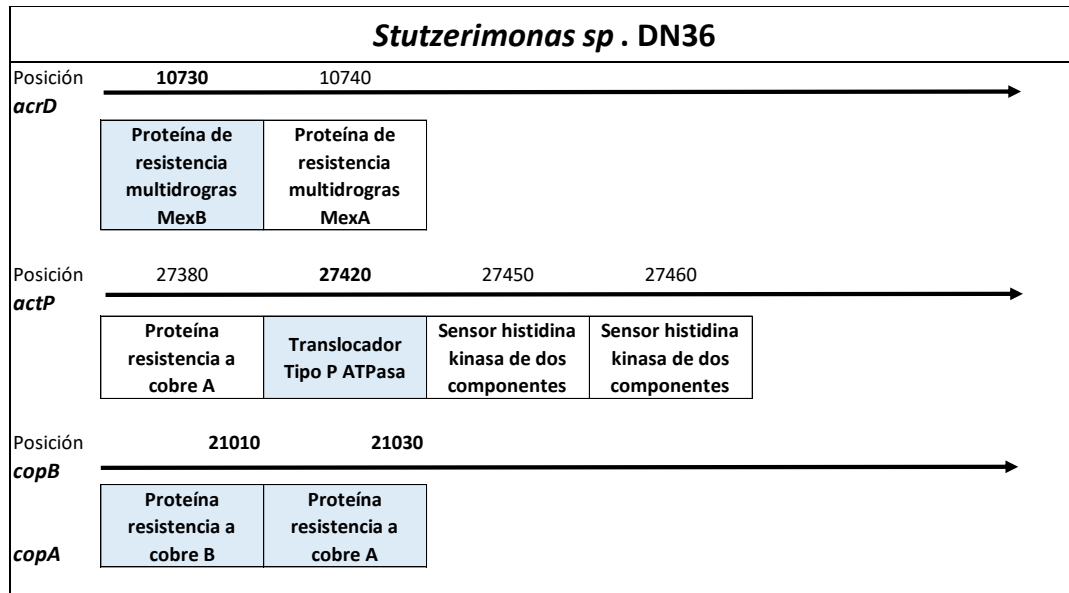 Stutzerimonas sp . DN36
Posición 10730 10740
acrD
Proteína de Proteína de
resistencia resistencia
multidrogras multidrogras
MexB MexA
Posición 27380 27420 27450 27460
actP
Proteína
resistencia a
cobre A
Translocador
Tipo P ATPasa
Sensor histidina
kinasa de dos
componentes
Sensor histidina
kinasa de dos
componentes
Posición 21010 21030
copB
Proteína Proteína
resistencia a resistencia a
copA cobre B cobre A